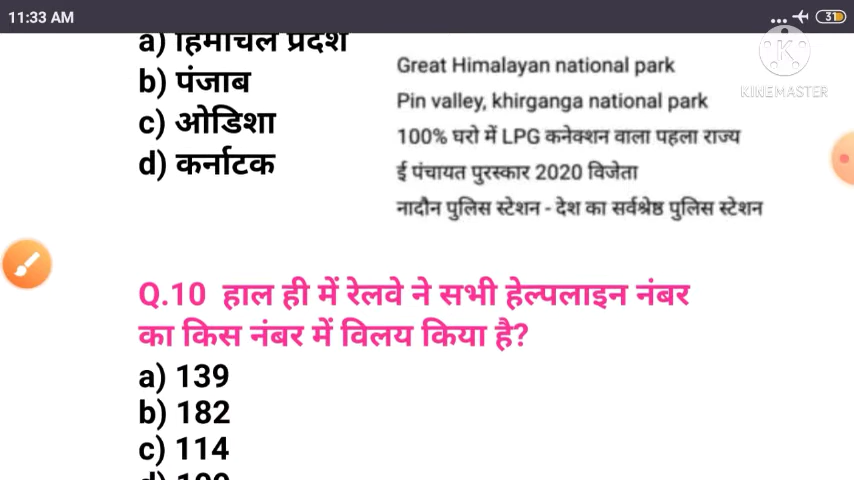 11:33 AM
31
a) हिमाचल प्रदेश
b) पंजाब
c) ओडिशा
d) कर्नाटक
Great Himalayan national park
Pin valley, khirganga national park
100% घरो में LPG कनेक्शन वाला पहला राज्य
ई पंचायत पुरस्कार 2020 विजेता
नादौन पुलिस स्टेशन - देश का सर्वश्रेष्ठ पुलिस स्टेशन
K
KINEMASTER
Q.10 हाल ही में रेलवे ने सभी हेल्पलाइन नंबर
का किस नंबर में विलय किया है?
a) 139
b) 182
c) 114